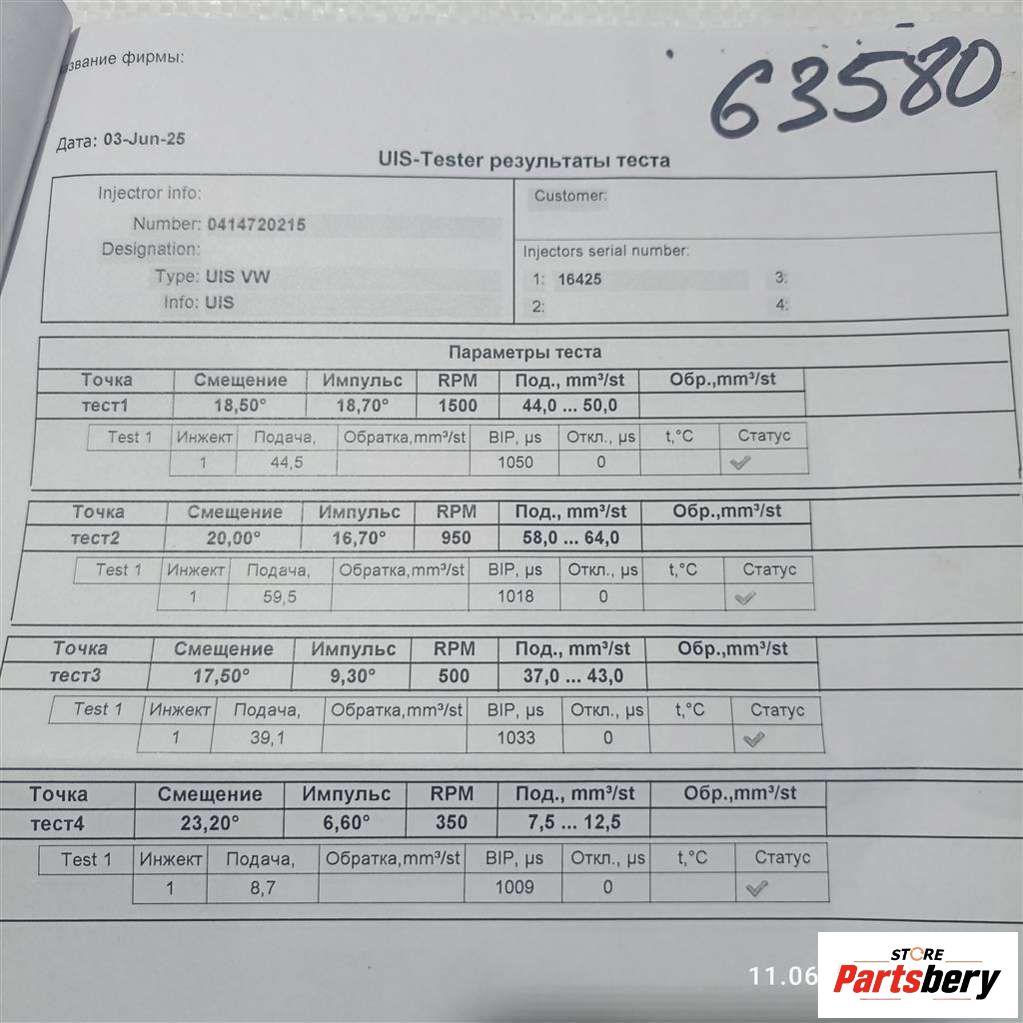 звание фирмы:
63580
Дата: 03-Jun-25
UIS-Tester результаты теста
Injectror info:
Number: 0414720215
Designation:
Type: UIS VW
Info: UIS
Customer:
Injectors serial number:
1: 16425 3:
2: 4:
Параметры теста
Точка Смещение Импульс RPM Под., mm³/st Обр.,mm³/st
тест1 18,50° 18,70° 1500 44,0 ... 50,0
Test 1 Инжект Подача, Обратка,mm³/st BIP, µs Откл., µs t,°C Статус
1 44,5 1050 0
Точка Смещение Импульс RPM Под., mm³/st Обр.,mm³/st
тест2 20,00° 16,70° 950 58,0 ... 64,0
Test 1 Инжект Подача, Обратка,mm³/st BIP, µs Откл., µs t,°C Статус
1 59,5 1018 0
Точка Смещение Импульс RPM Под., mm³/st Обр.,mm³/st
тест3 17,50° 9,30° 500 37,0 ... 43,0
Test 1 Инжект Подача, Обратка,mm³/st BIP, µs Откл., µs t,°C Статус
1 39,1 1033 0
Точка Смещение Импульс RPM Под., mm³/st Обр.,mm³/st
тест4 23,20° 6,60° 350 7,5 ... 12,5
Test 1 Инжект Подача, Обратка,mm³/st BIP, µs Откл., µs t,°C Статус
1 8,7 1009 0
11.06
STORE
Partsbery